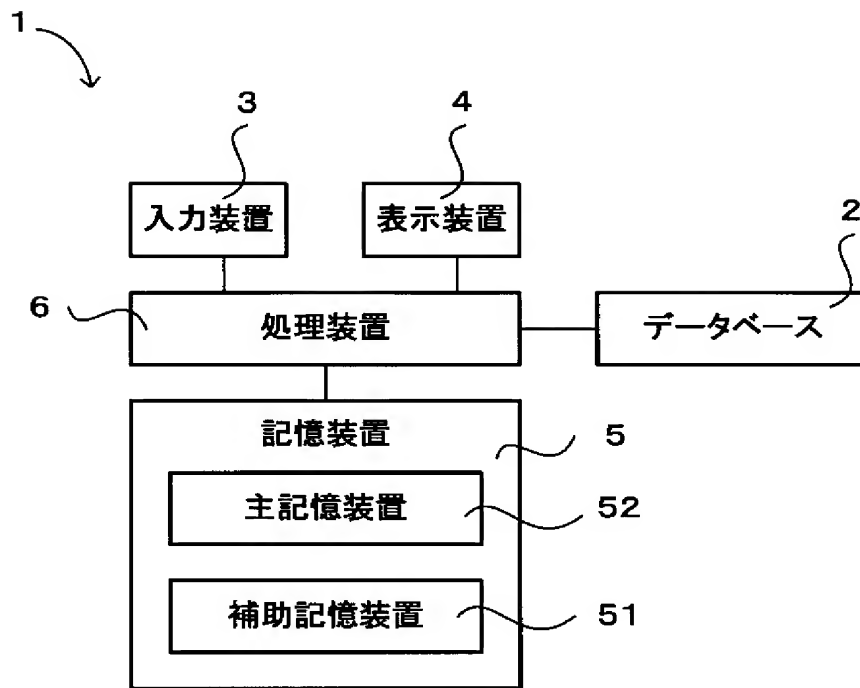 1
3
4
入力装置
表示装置
2
6
処理装置
データベース
記憶装置
5
主記憶装置
52
補助記憶装置
51